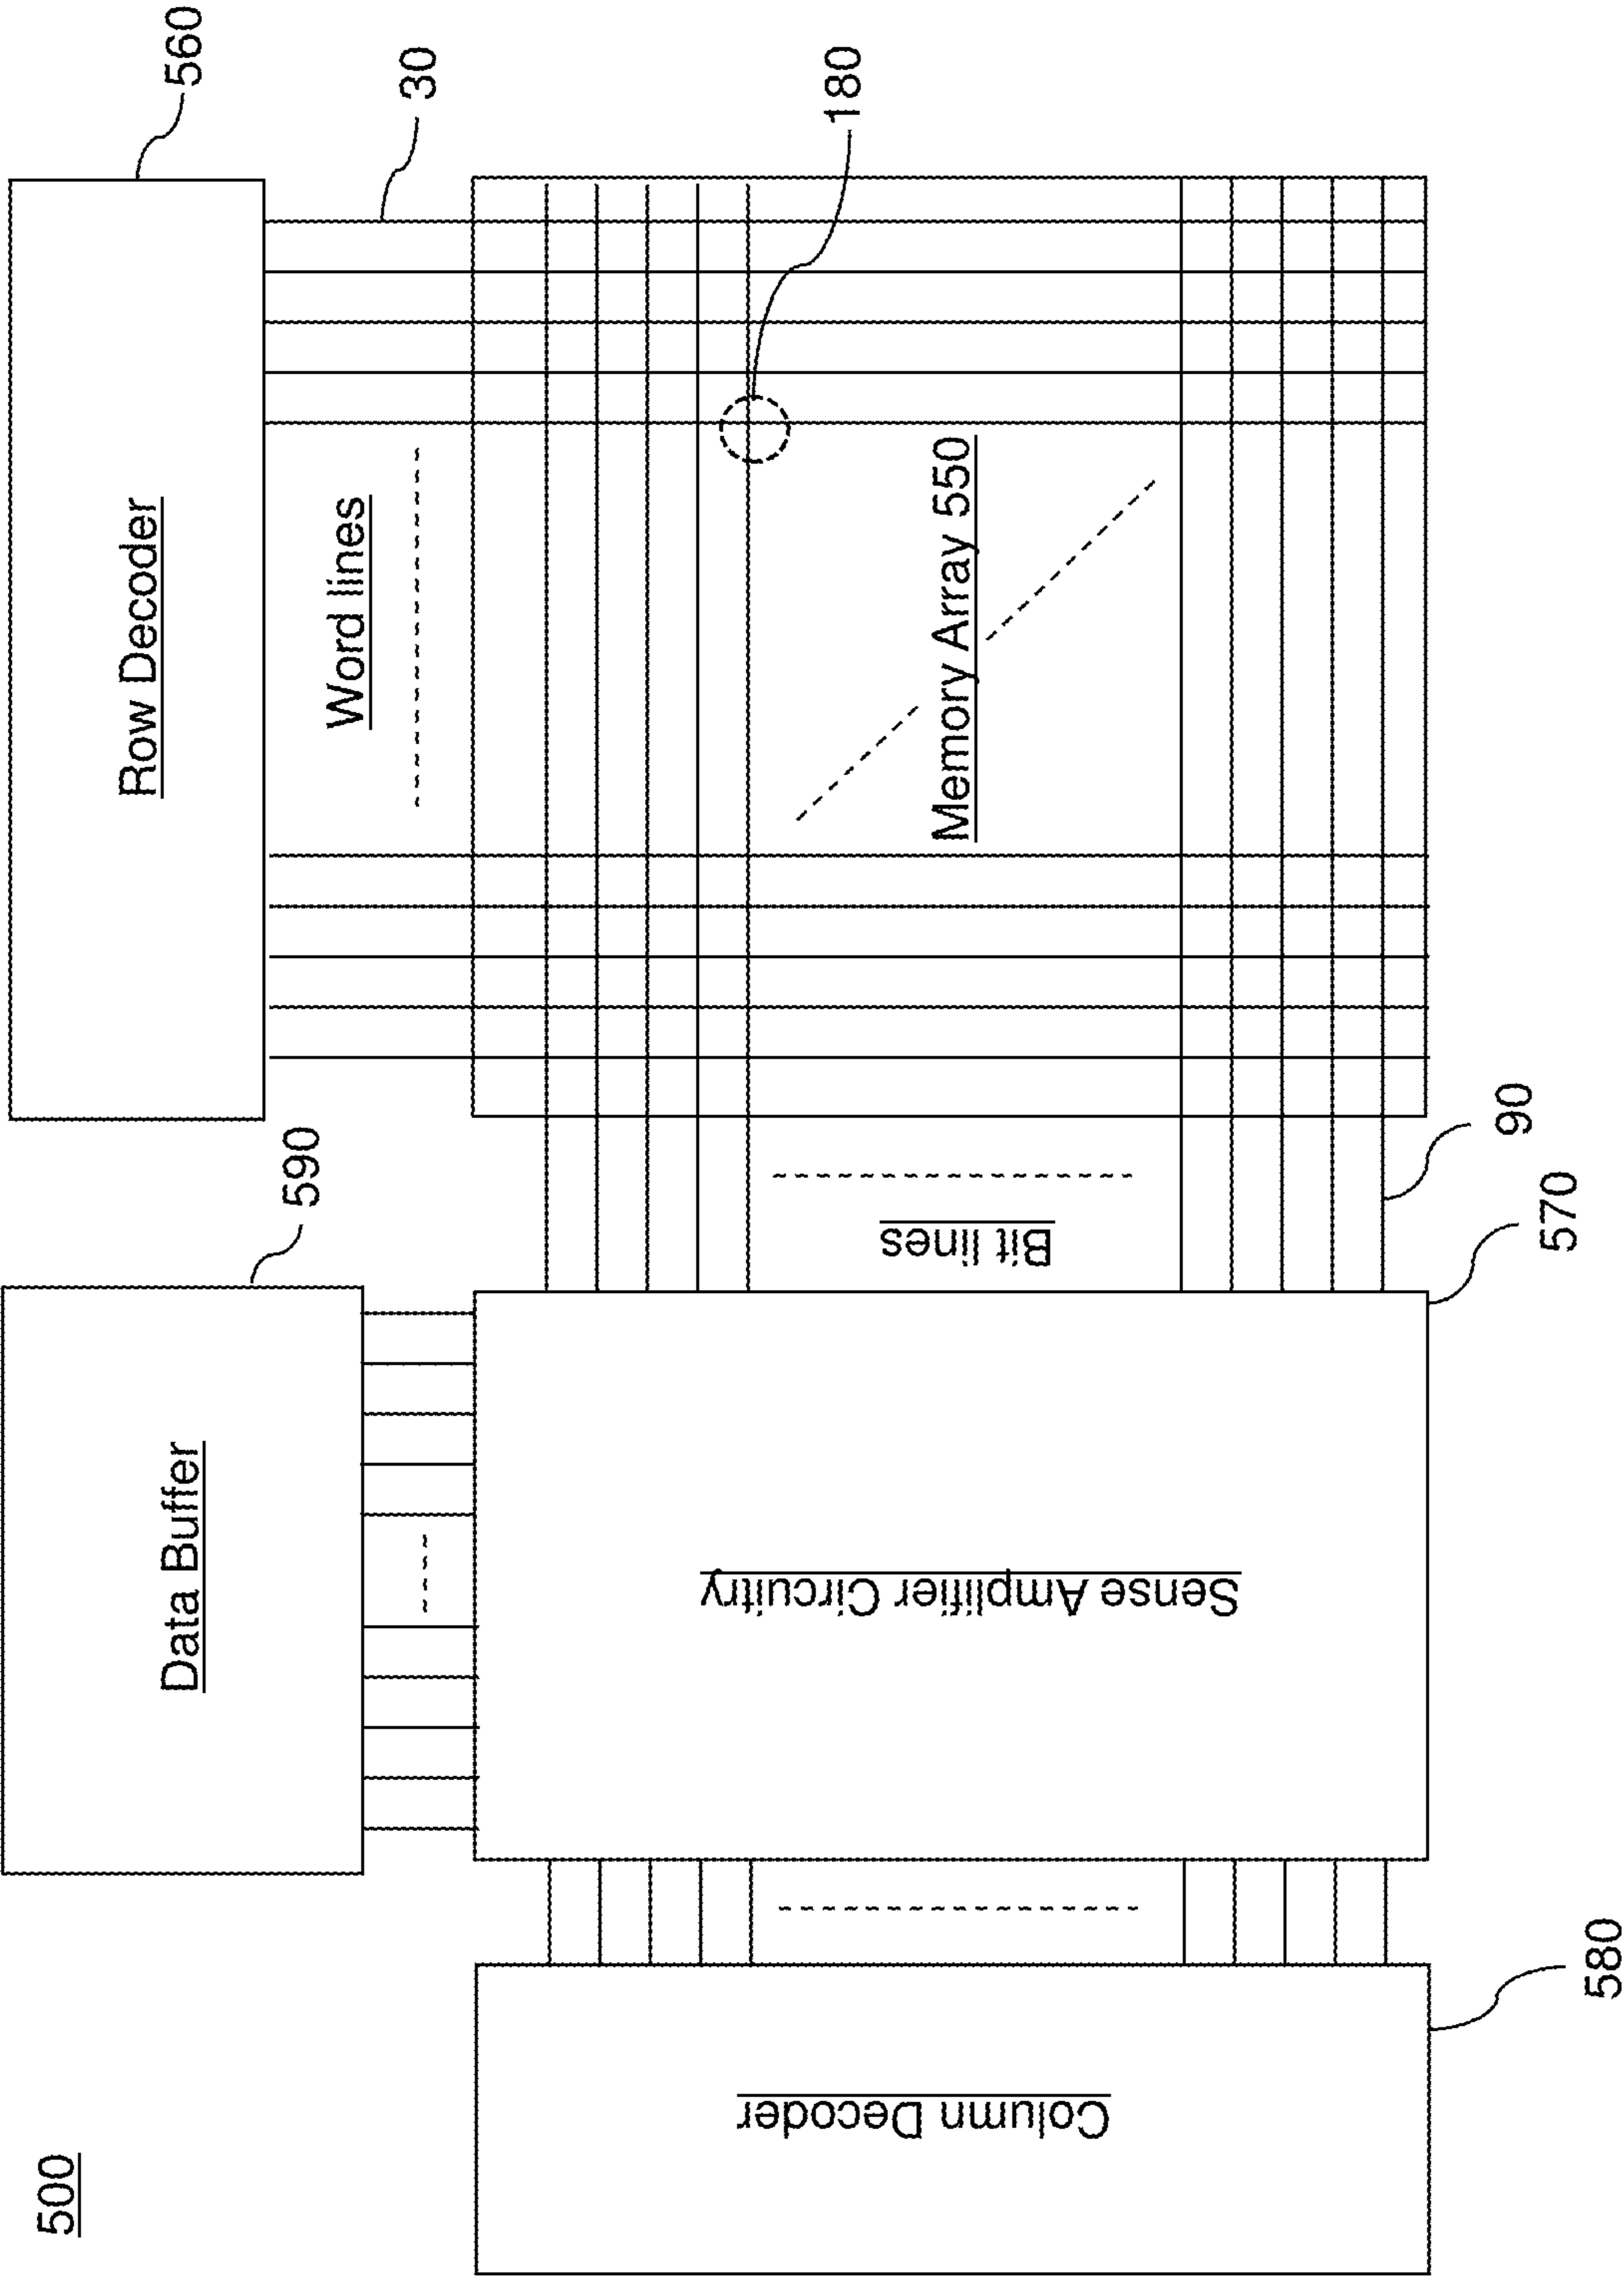 500
Row Decoder
560
Word lines
30
180
Memory Array 550
Data Buffer
590
Bit lines
90
Sense Amplifier Circuitry
570
Column Decoder
580